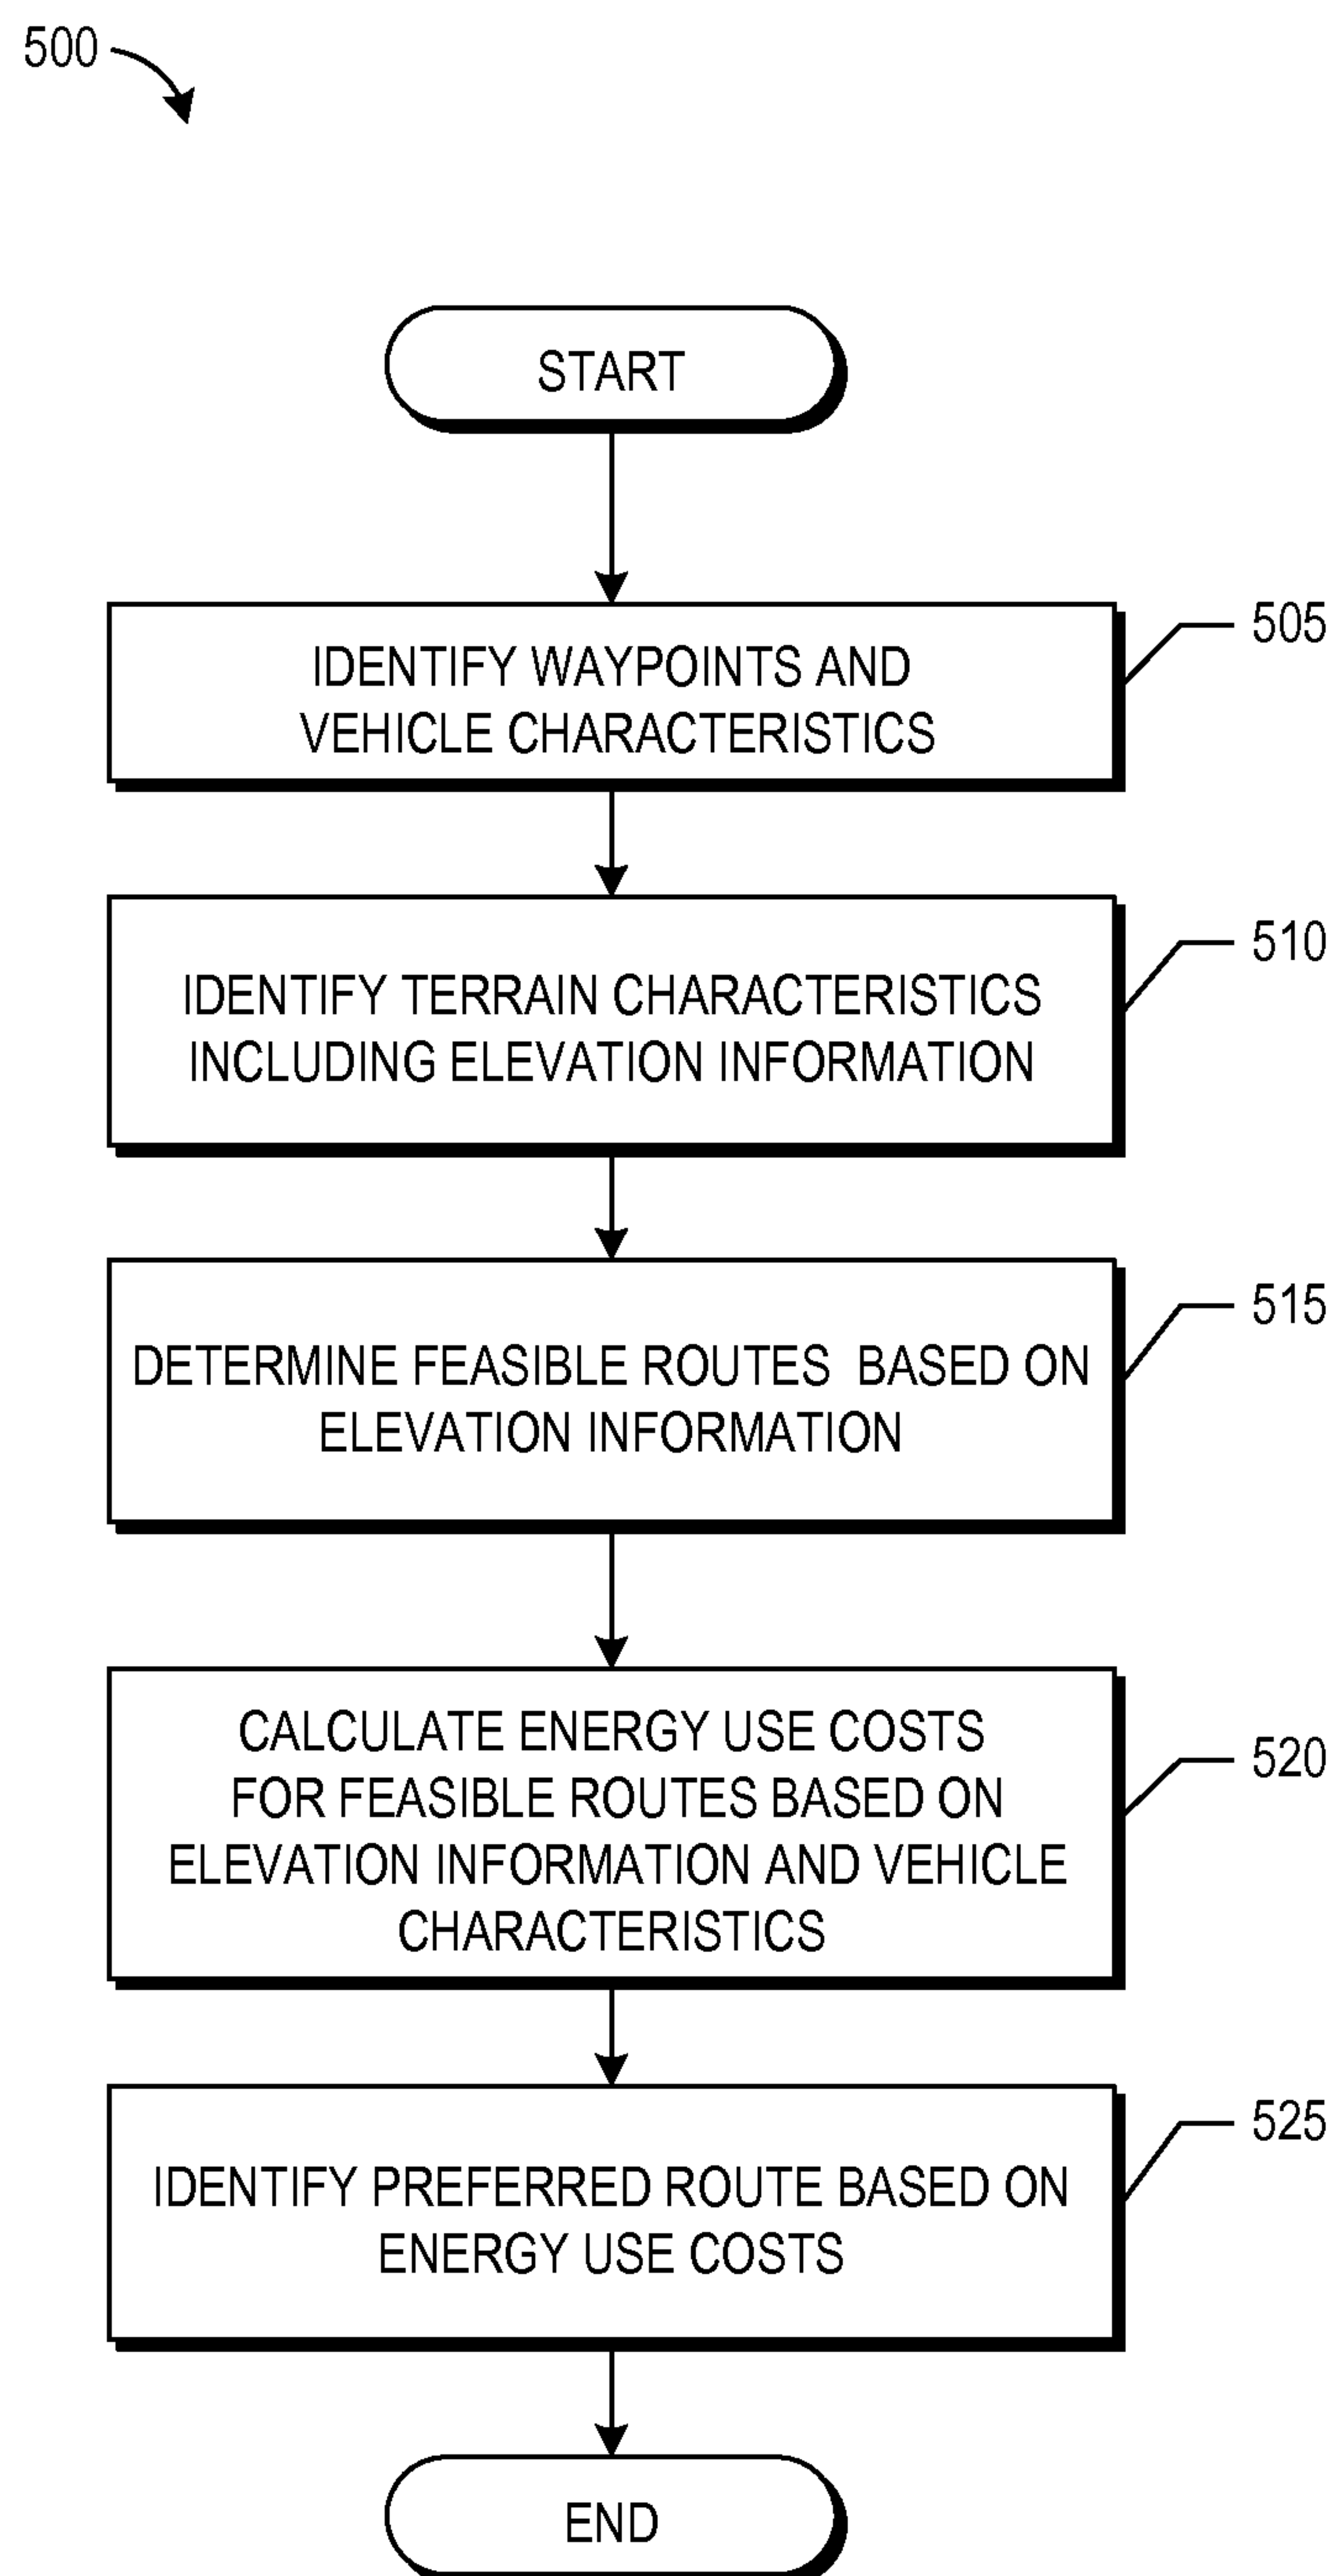 500
START
IDENTIFY WAYPOINTS AND
VEHICLE CHARACTERISTICS
505
IDENTIFY TERRAIN CHARACTERISTICS
INCLUDING ELEVATION INFORMATION
510
DETERMINE FEASIBLE ROUTES BASED ON
ELEVATION INFORMATION
515
CALCULATE ENERGY USE COSTS
FOR FEASIBLE ROUTES BASED ON
ELEVATION INFORMATION AND VEHICLE
CHARACTERISTICS
520
IDENTIFY PREFERRED ROUTE BASED ON
ENERGY USE COSTS
525
END